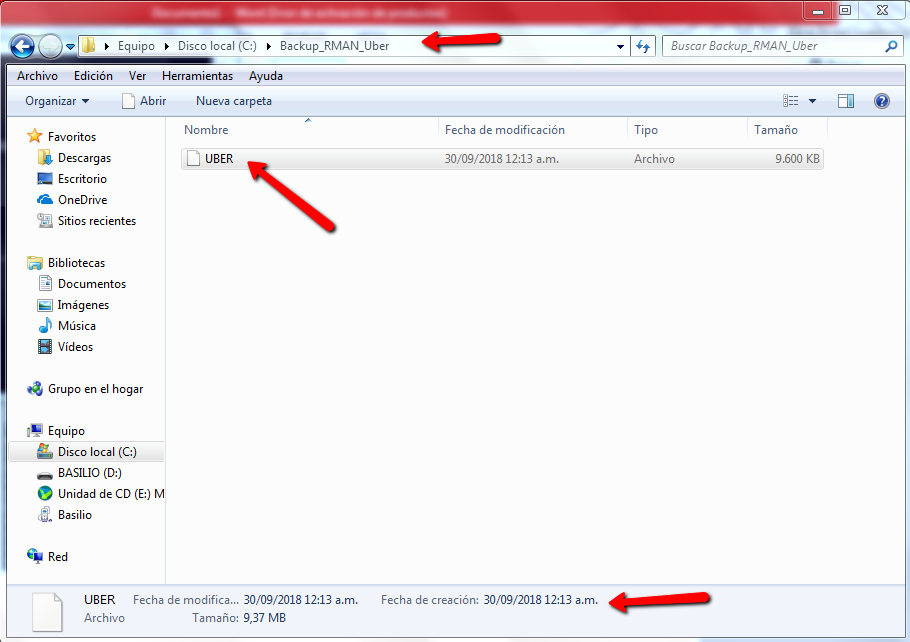 Equipo Disco local (C:) Backup_RMAN_Uber Buscar Backup_RMAN_Uber
Archivo Edición Ver Herramientas Ayuda
Organizar Abrir Nueva carpeta
Nombre Fecha de modificación Tipo Tamaño
UBER 30/09/2018 12:13 a.m. Archivo 9.600 KB
Favoritos
Descargas
Escritorio
OneDrive
Sitios recientes
Bibliotecas
Documentos
Imágenes
Música
Vídeos
Grupo en el hogar
Equipo
Disco local (C:)
BASILIO (D:)
Unidad de CD (E:) M
Basilio
Red
UBER Fecha de modifica... 30/09/2018 12:13 a.m. Fecha de creación: 30/09/2018 12:13 a.m.
Archivo Tamaño: 9,37 MB